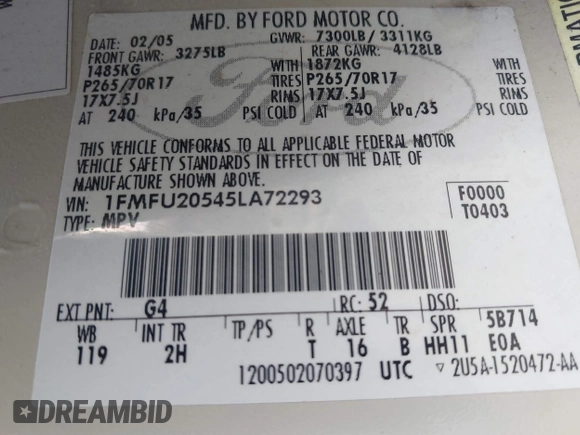 MFD. BY FORD MOTOR CO.
DATE: 02/05 GVWR: 7300LB / 3311KG
FRONT GAWR: 3275LB REAR GAWR: 4128LB
1485KG WITH 1872KG WITH
P265/70R17 TIRES P265/70R17 TIRES
17X7.5J RIMS 17X7.5J RIMS
AT 240 kPa/35 PSI COLD AT 240 kPa/35 PSI COLD
Ford
THIS VEHICLE CONFORMS TO ALL APPLICABLE FEDERAL MOTOR
VEHICLE SAFETY STANDARDS IN EFFECT ON THE DATE OF
MANUFACTURE SHOWN ABOVE.
VIN: 1FMFU20545LA72293 F0000
TYPE: MPV T0403
EXT PNT: G4 RC: 52 DSO:
WB INT TR TP/PS R AXLE TR SPR 5B714
119 2H T 16 B HH11 E0A
1200502070397 UTC ▽ 2U5A-1520472-AA
DREAMBID